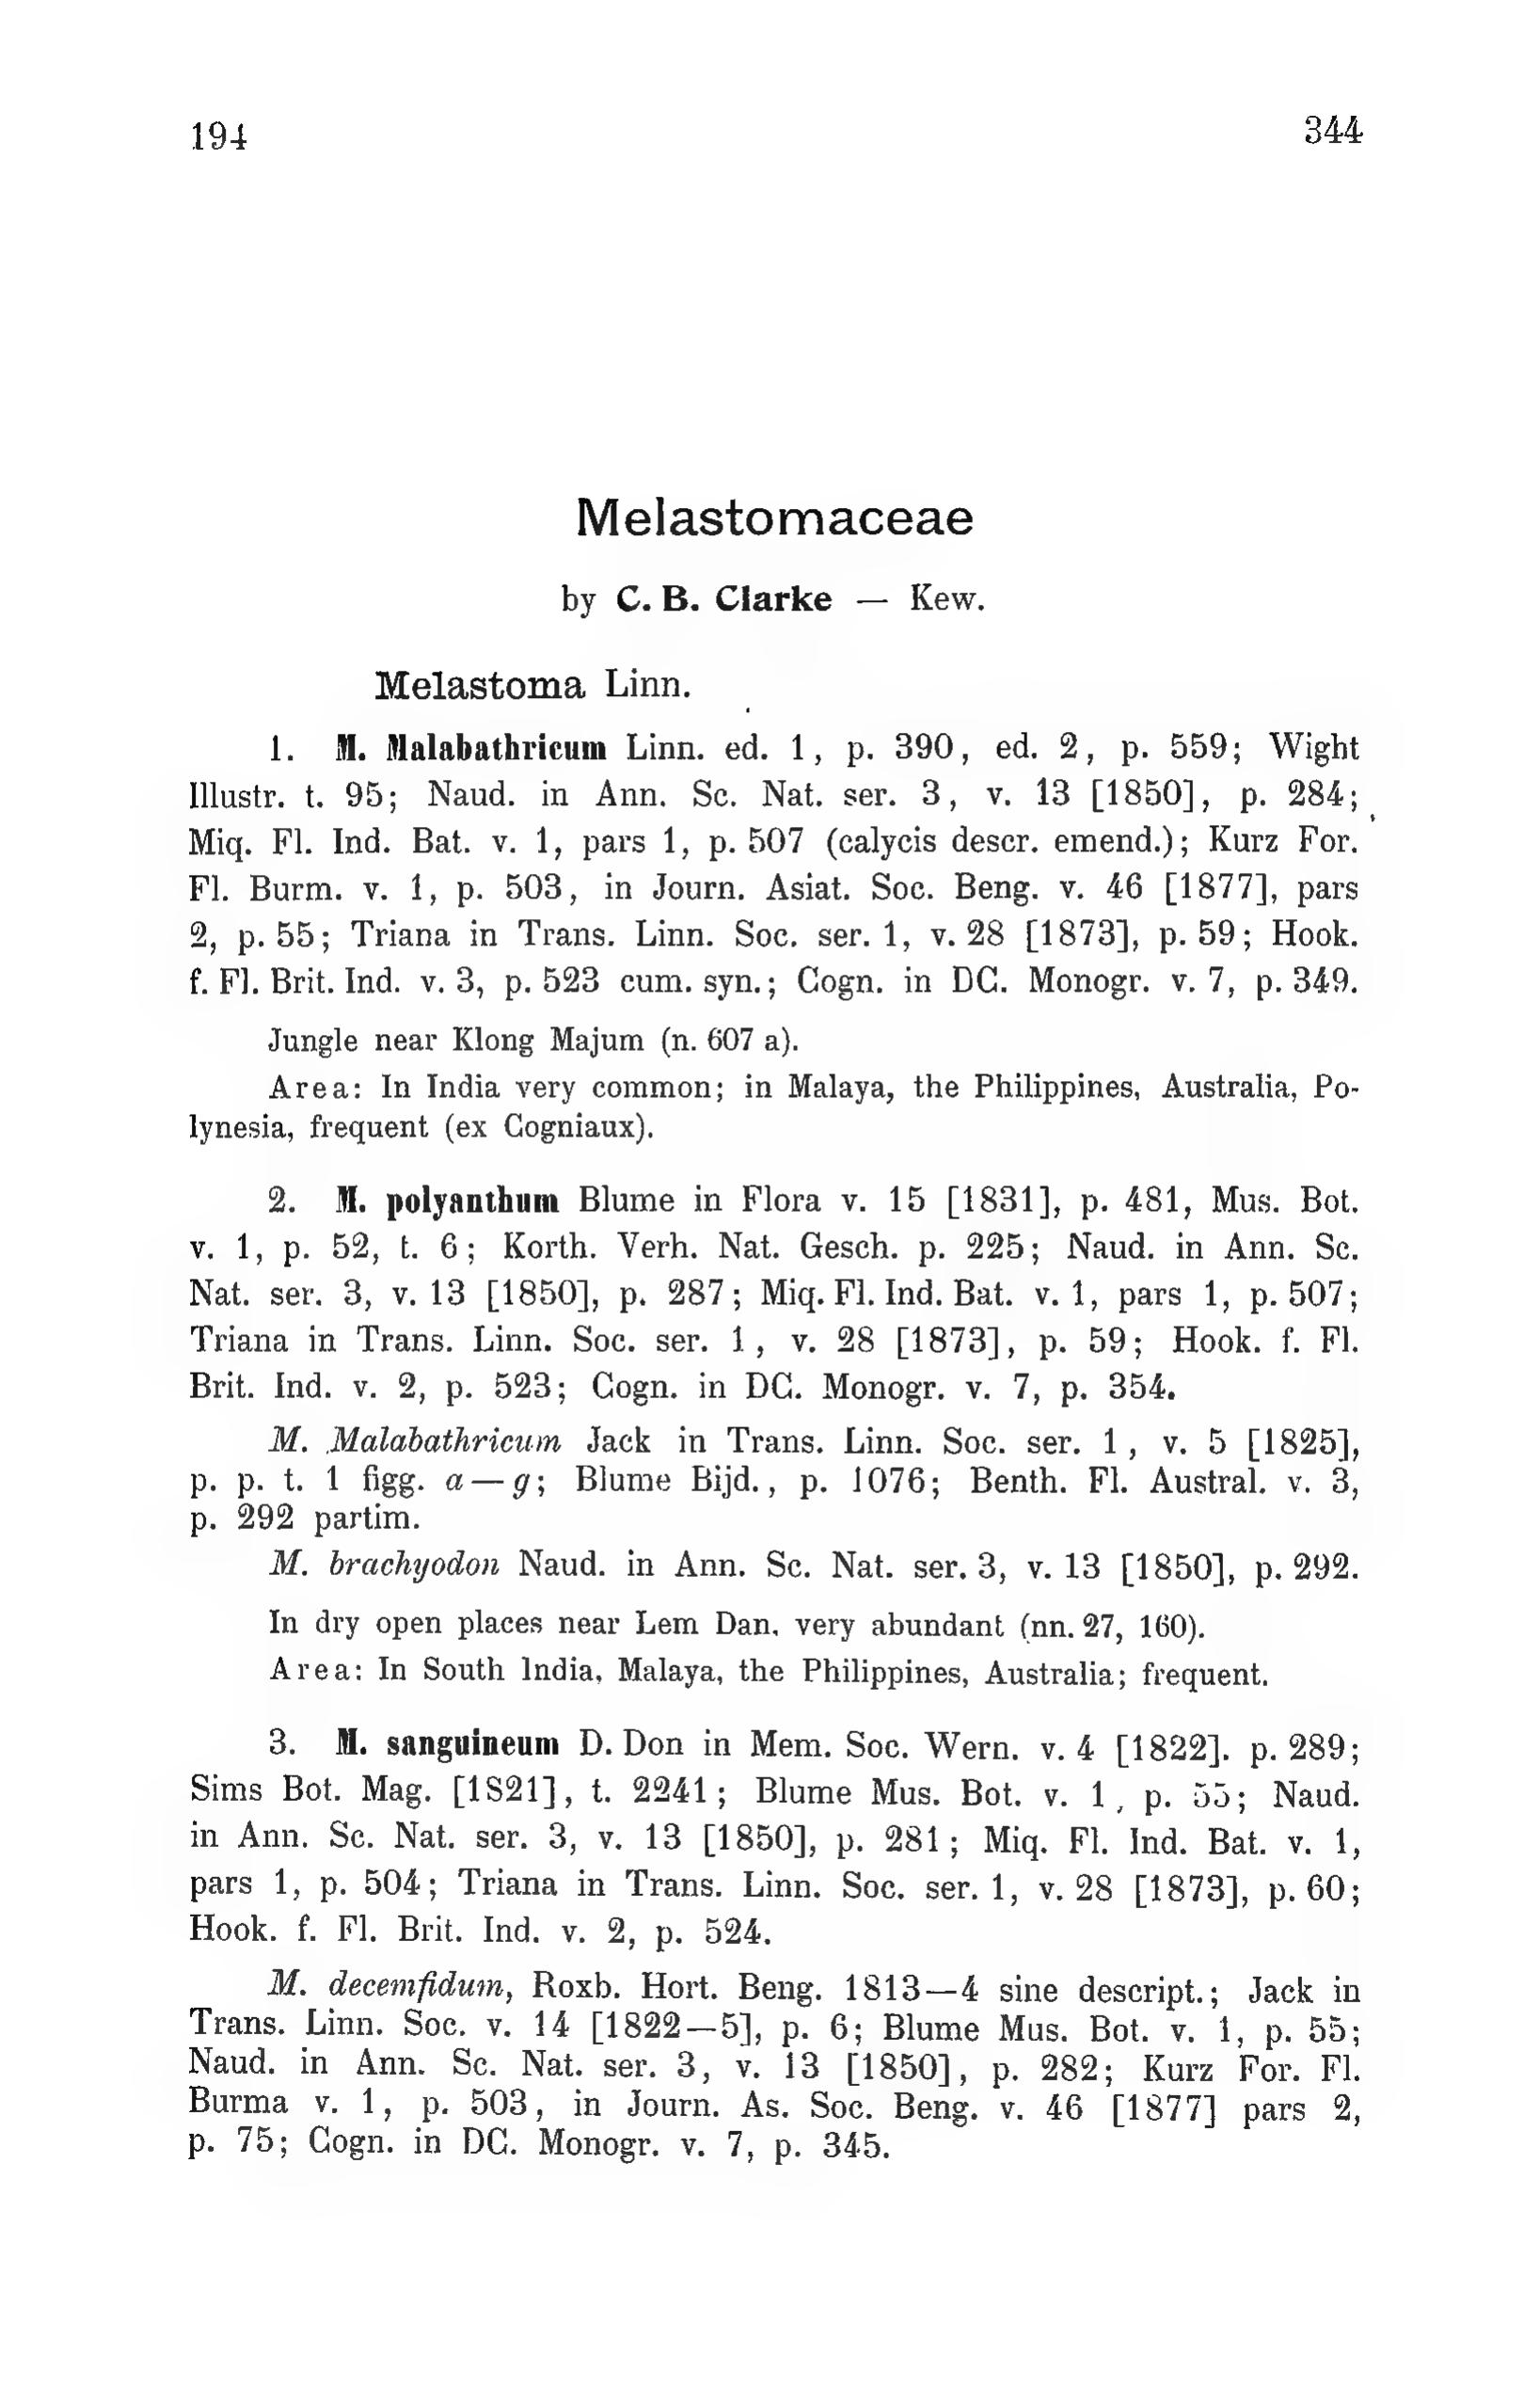 194 344
Melastomaceae
by C. B. Clarke — Kew.
Melastoma Linn.
1. M. Malabathricum Linn. ed. 1, p. 390, ed. 2, p. 559; Wight
Illustr. t. 95; Naud. in Ann. Sc. Nat. ser. 3, v. 13 [1850], p. 284;
Miq. Fl. Ind. Bat. v. 1, pars 1, p. 507 (calycis descr. emend.); Kurz For.
Fl. Burm. v. 1, p. 503, in Journ. Asiat. Soc. Beng. v. 46 [1877], pars
2, p. 55; Triana in Trans. Linn. Soc. ser. 1, v. 28 [1873], p. 59; Hook.
f. Fl. Brit. Ind. v. 3, p. 523 cum. syn.; Cogn. in DC. Monogr. v. 7, p. 349.
Jungle near Klong Majum (n. 607 a).
Area: In India very common; in Malaya, the Philippines, Australia, Po-
lynesia, frequent (ex Cogniaux).
2. M. polyanthum Blume in Flora v. 15 [1831], p. 481, Mus. Bot.
v. 1, p. 52, t. 6; Korth. Verh. Nat. Gesch. p. 225; Naud. in Ann. Sc.
Nat. ser. 3, v. 13 [1850], p. 287; Miq. Fl. Ind. Bat. v. 1, pars 1, p. 507;
Triana in Trans. Linn. Soc. ser. 1, v. 28 [1873], p. 59; Hook. f. Fl.
Brit. Ind. v. 2, p. 523; Cogn. in DC. Monogr. v. 7, p. 354.
M. Malabathricum Jack in Trans. Linn. Soc. ser. 1, v. 5 [1825],
p. p. t. 1 figg. a—g; Blume Bijd., p. 1076; Benth. Fl. Austral. v. 3,
p. 292 partim.
M. brachyodon Naud. in Ann. Sc. Nat. ser. 3, v. 13 [1850], p. 292.
In dry open places near Lem Dan, very abundant (nn. 27, 160).
Area: In South India, Malaya, the Philippines, Australia; frequent.
3. M. sanguineum D. Don in Mem. Soc. Wern. v. 4 [1822]. p. 289;
Sims Bot. Mag. [1821], t. 2241; Blume Mus. Bot. v. 1, p. 55; Naud.
in Ann. Sc. Nat. ser. 3, v. 13 [1850], p. 281; Miq. Fl. Ind. Bat. v. 1,
pars 1, p. 504; Triana in Trans. Linn. Soc. ser. 1, v. 28 [1873], p. 60;
Hook. f. Fl. Brit. Ind. v. 2, p. 524.
M. decemfidum, Roxb. Hort. Beng. 1813—4 sine descript.; Jack in
Trans. Linn. Soc. v. 14 [1822—5], p. 6; Blume Mus. Bot. v. 1, p. 55;
Naud. in Ann. Sc. Nat. ser. 3, v. 13 [1850], p. 282; Kurz For. Fl.
Burma v. 1, p. 503, in Journ. As. Soc. Beng. v. 46 [1877] pars 2,
p. 75; Cogn. in DC. Monogr. v. 7, p. 345.